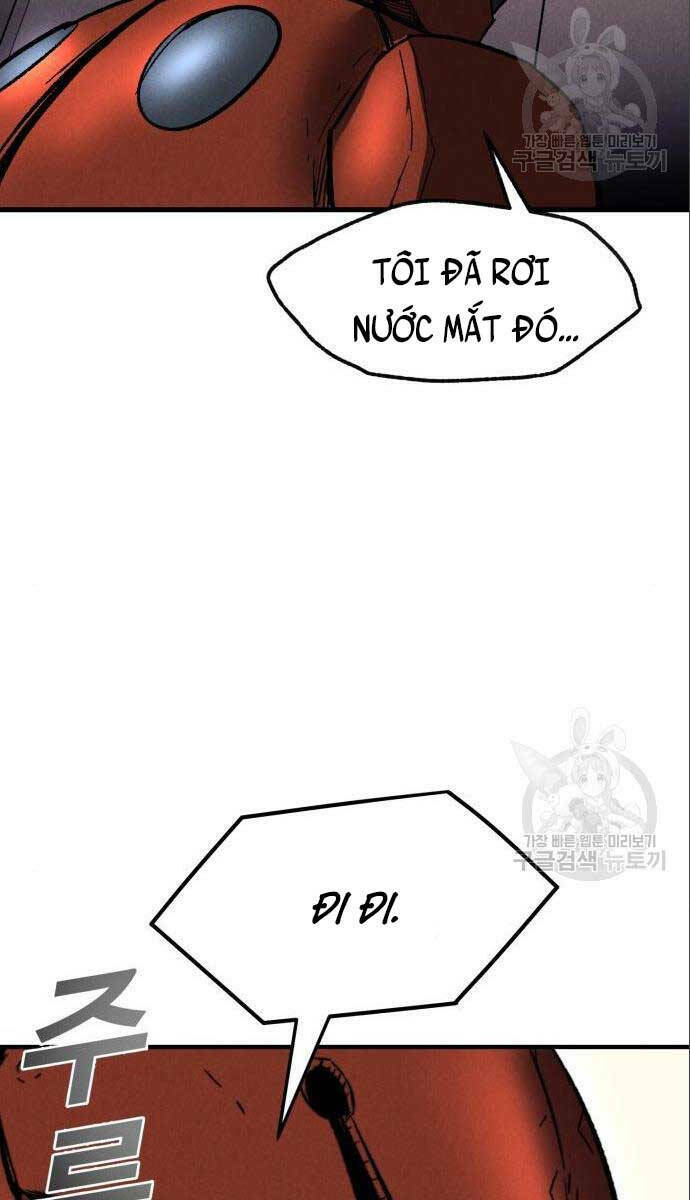 가장 빠른 웹툰 미리보기
구글검색 뉴토끼
TÔI ĐÃ RƠI
NƯỚC MẮT ĐÓ...
가장 빠른 웹툰 미리보기
구글검색 뉴토끼
ĐI ĐI.
주
르